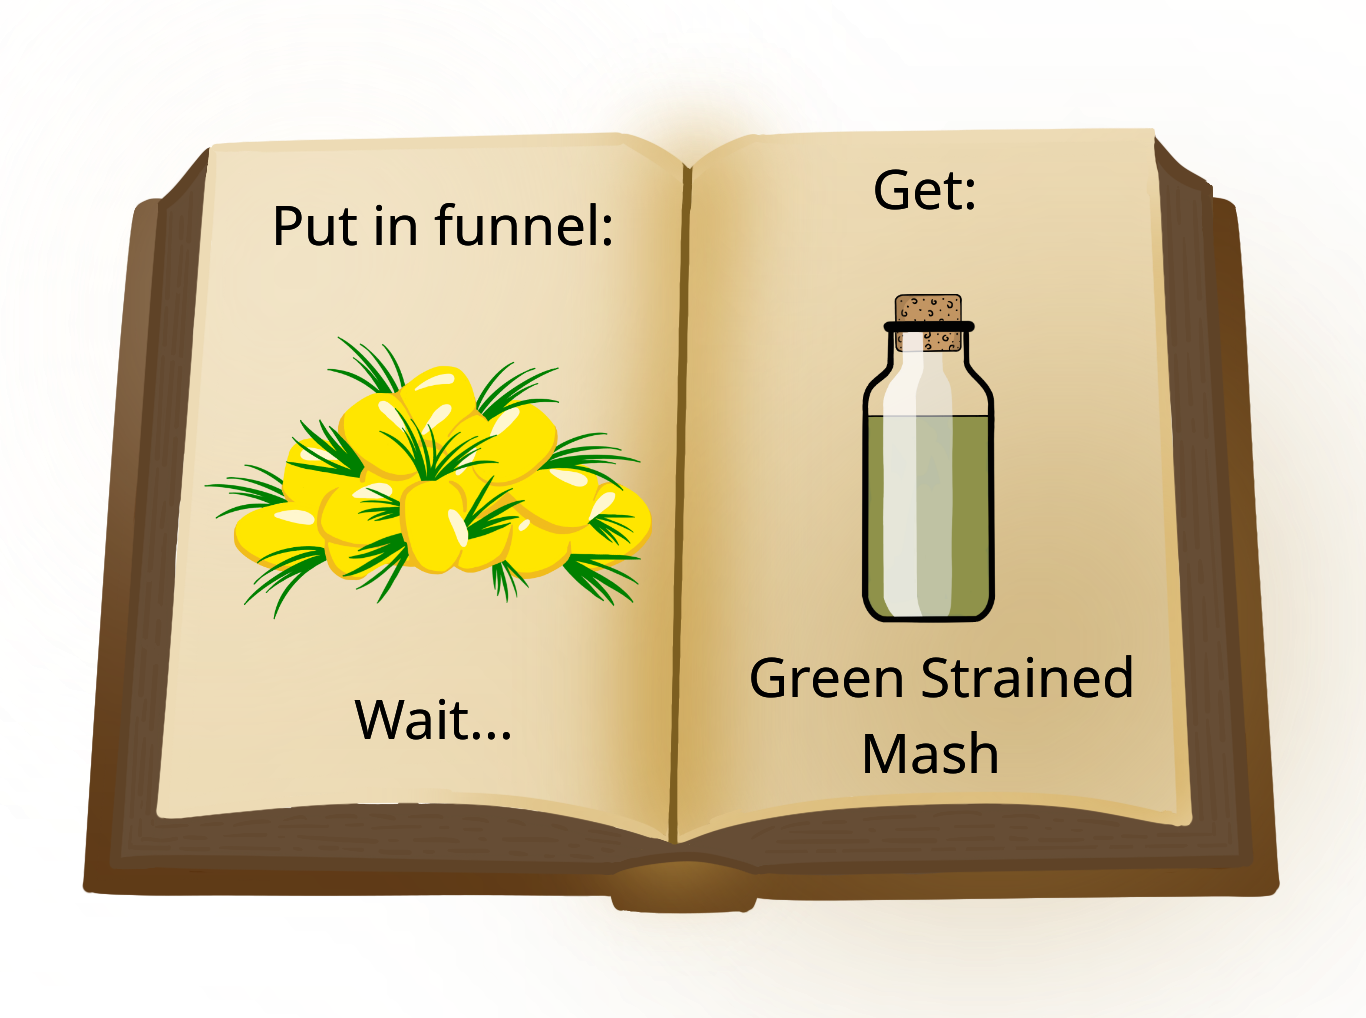 Put in funnel:
Wait...
Get:
Green Strained
Mash